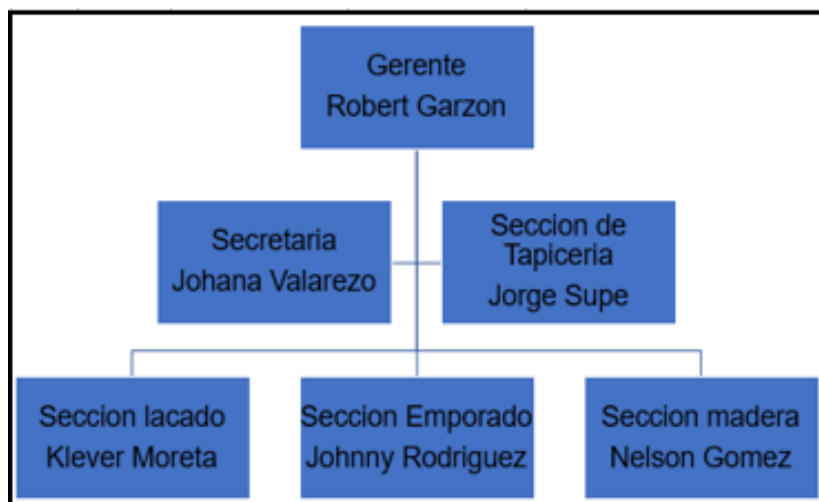 Gerente
Robert Garzon
Secretaria
Johana Valarezo
Seccion de
Tapiceria
Jorge Supe
Seccion lacado
Klever Moreta
Seccion Emporado
Johnny Rodriguez
Seccion madera
Nelson Gomez